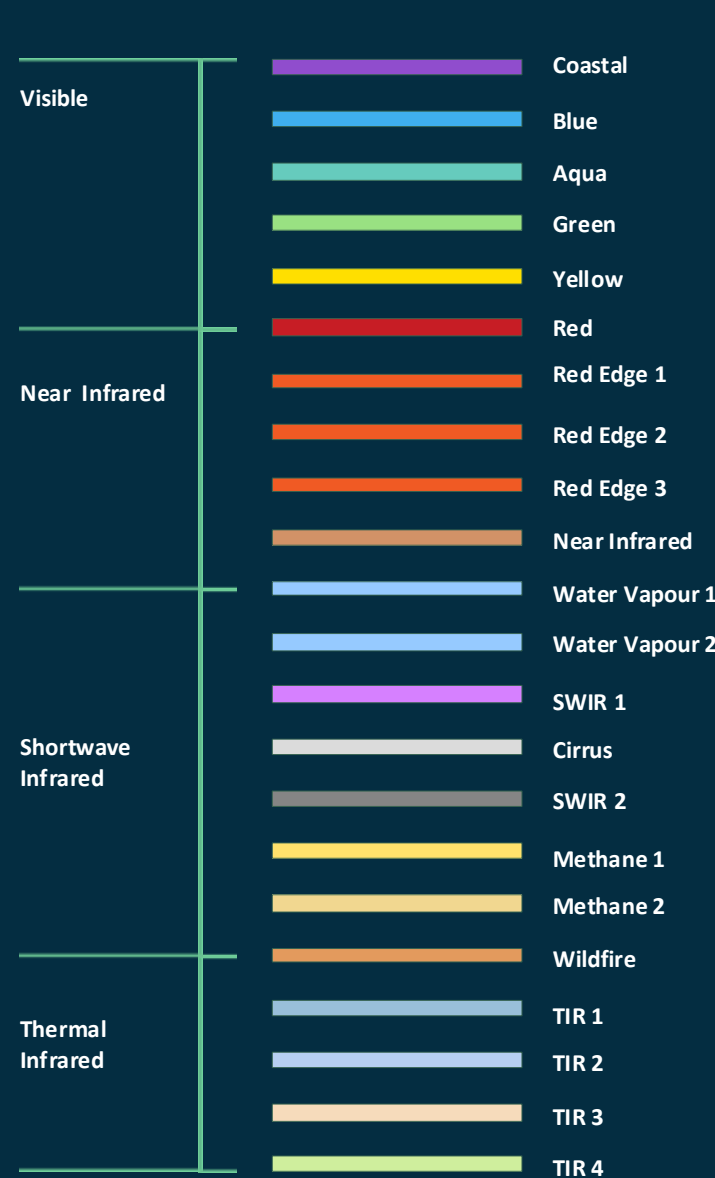 Visible
Near Infrared
Shortwave
Infrared
Thermal
Infrared
Coastal
Blue
Aqua
Green
Yellow
Red
Red Edge 1
Red Edge 2
Red Edge 3
Near Infrared
Water Vapour 1
Water Vapour 2
SWIR 1
Cirrus
SWIR 2
Methane 1
Methane 2
Wildfire
TIR 1
TIR 2
TIR 3
TIR 4